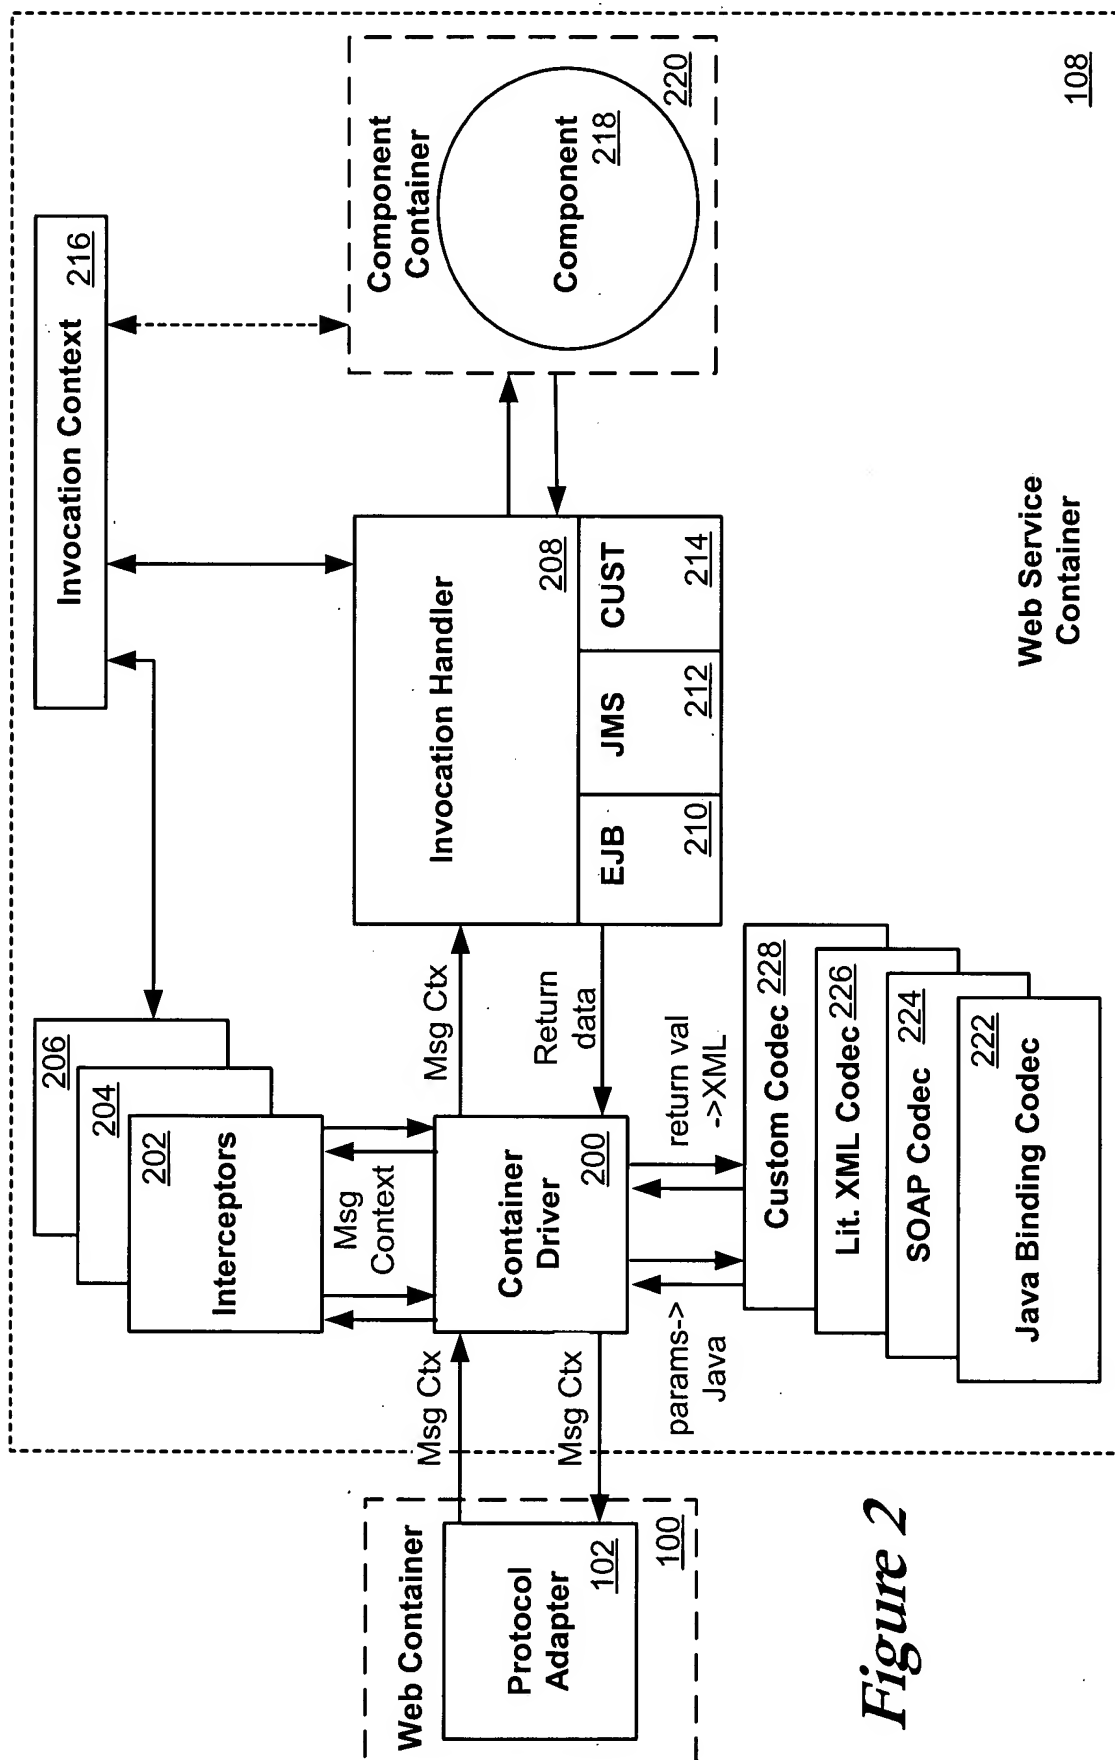 Web Container
Protocol
Adapter
102
100
Msg Ctx
Msg Ctx
206
204
202
Interceptors
Msg
Context
Container
Driver
200
params->
Java
return val
->XML
Custom Codec 228
Lit. XML Codec 226
SOAP Codec 224
222
Java Binding Codec
Msg Ctx
Return
data
Invocation Handler
208
EJB
210
JMS
212
CUST
214
Invocation Context
216
Component
Container
Component
218
220
Web Service
Container
108
Figure 2